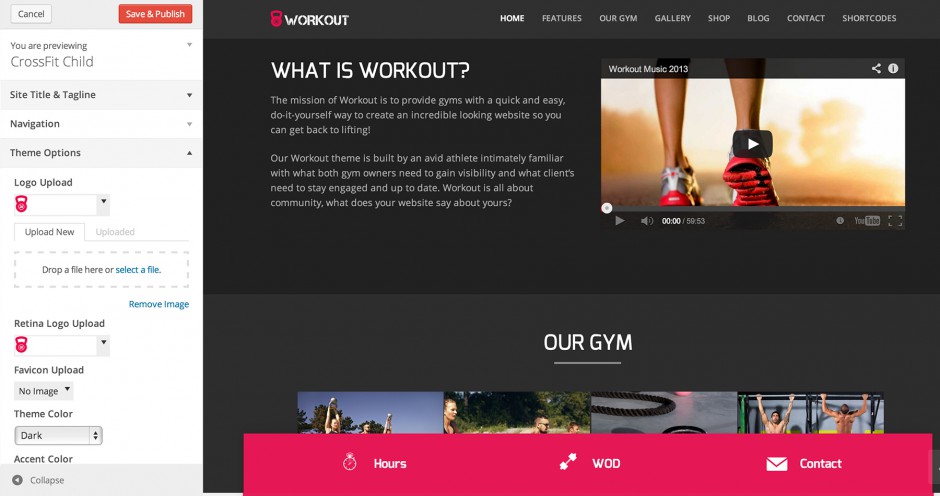 Cancel
Save & Publish
You are previewing
CrossFit Child
Site Title & Tagline
Navigation
Theme Options
Logo Upload
Upload New
Uploaded
Drop a file here or select a file.
Remove Image
Retina Logo Upload
Favicon Upload
No Image
Theme Color
Dark
Accent Color
Collapse
WORKOUT
HOME
FEATURES
OUR GYM
GALLERY
SHOP
BLOG
CONTACT
SHORTCODES
WHAT IS WORKOUT?
The mission of Workout is to provide gyms with a quick and easy,
do-it-yourself way to create an incredible looking website so you
can get back to lifting!
Our Workout theme is built by an avid athlete intimately familiar
with what both gym owners need to gain visibility and what client's
need to stay engaged and up to date. Workout is all about
community, what does your website say about yours?
Workout Music 2013
00:00 / 59:53
YouTube
OUR GYM
Hours
WOD
Contact